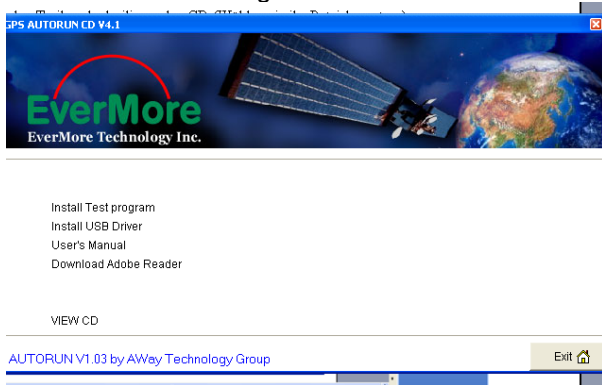 GPS AUTORUN CD V4.1
EverMore
EverMore Technology Inc.
Install Test program
Install USB Driver
User's Manual
Download Adobe Reader
VIEW CD
AUTORUN V1.03 by AWay Technology Group
Exit